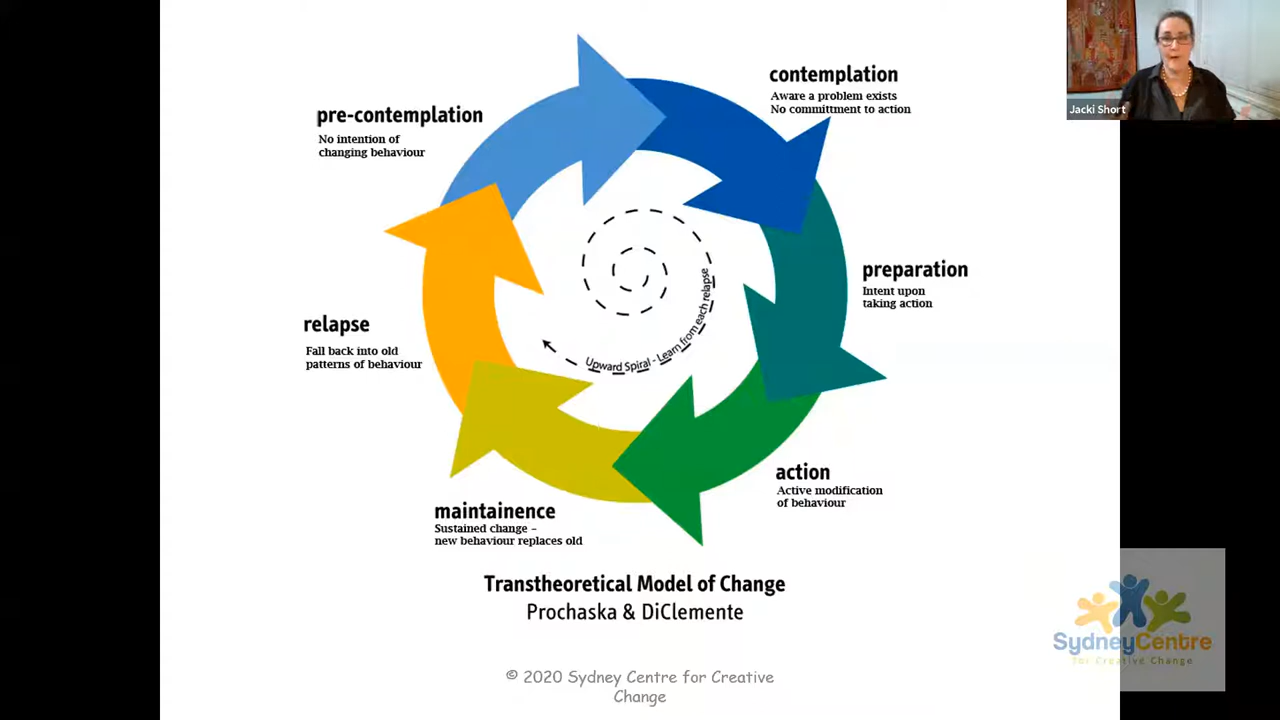 contemplation
Aware a problem exists
No committment to action
Jacki Short
pre-contemplation
No intention of
changing behaviour
preparation
Intent upon
taking action
relapse
Fall back into old
patterns of behaviour
Upward Spiral - Learn from each relapse
action
Active modification
of behaviour
maintainence
Sustained change –
new behaviour replaces old
Transtheoretical Model of Change
Prochaska & DiClemente
SydneyCentre
for Creative Change
© 2020 Sydney Centre for Creative
Change